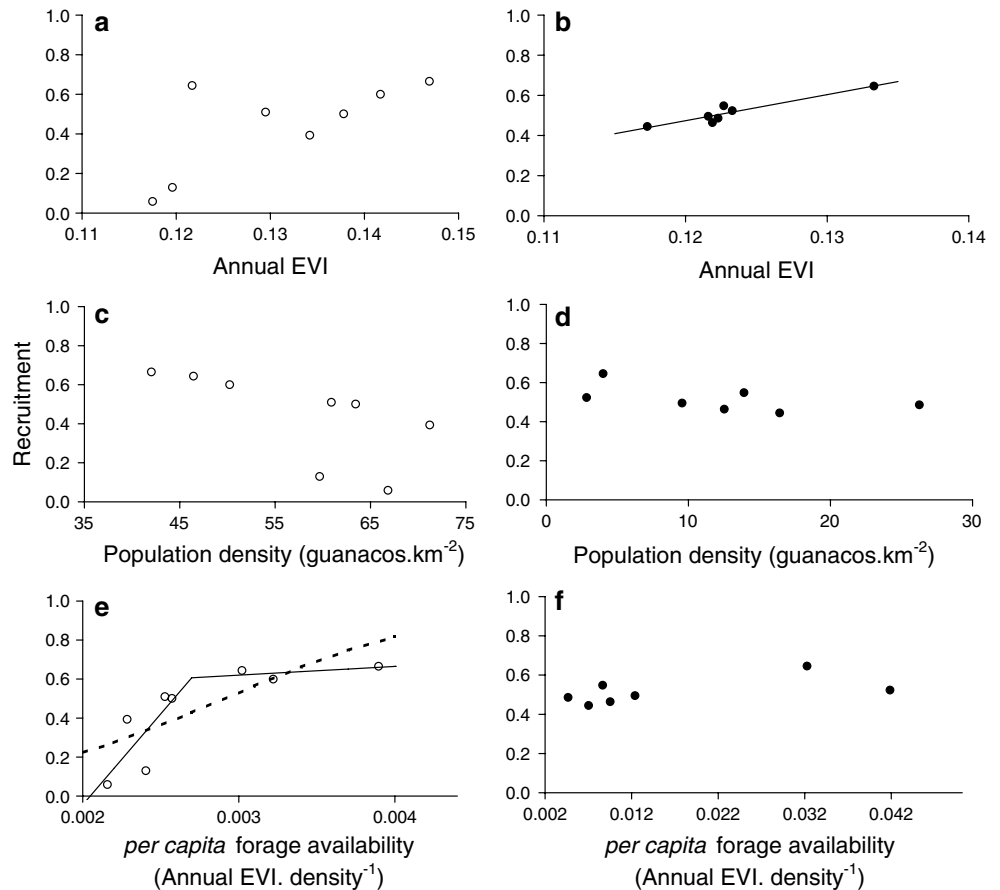 a
1.0
0.8
0.6
0.4
0.2
0.0
0.11 0.12 0.13 0.14 0.15
Annual EVI
b
1.0
0.8
0.6
0.4
0.2
0.0
0.11 0.12 0.13 0.14
Annual EVI
Recruitment
c
1.0
0.8
0.6
0.4
0.2
0.0
35 45 55 65 75
Population density (guanacos.km⁻²)
d
1.0
0.8
0.6
0.4
0.2
0.0
0 10 20 30
Population density (guanacos.km⁻²)
e
1.0
0.8
0.6
0.4
0.2
0.0
0.002 0.003 0.004
per capita forage availability
(Annual EVI. density⁻¹)
f
1.0
0.8
0.6
0.4
0.2
0.0
0.002 0.012 0.022 0.032 0.042
per capita forage availability
(Annual EVI. density⁻¹)